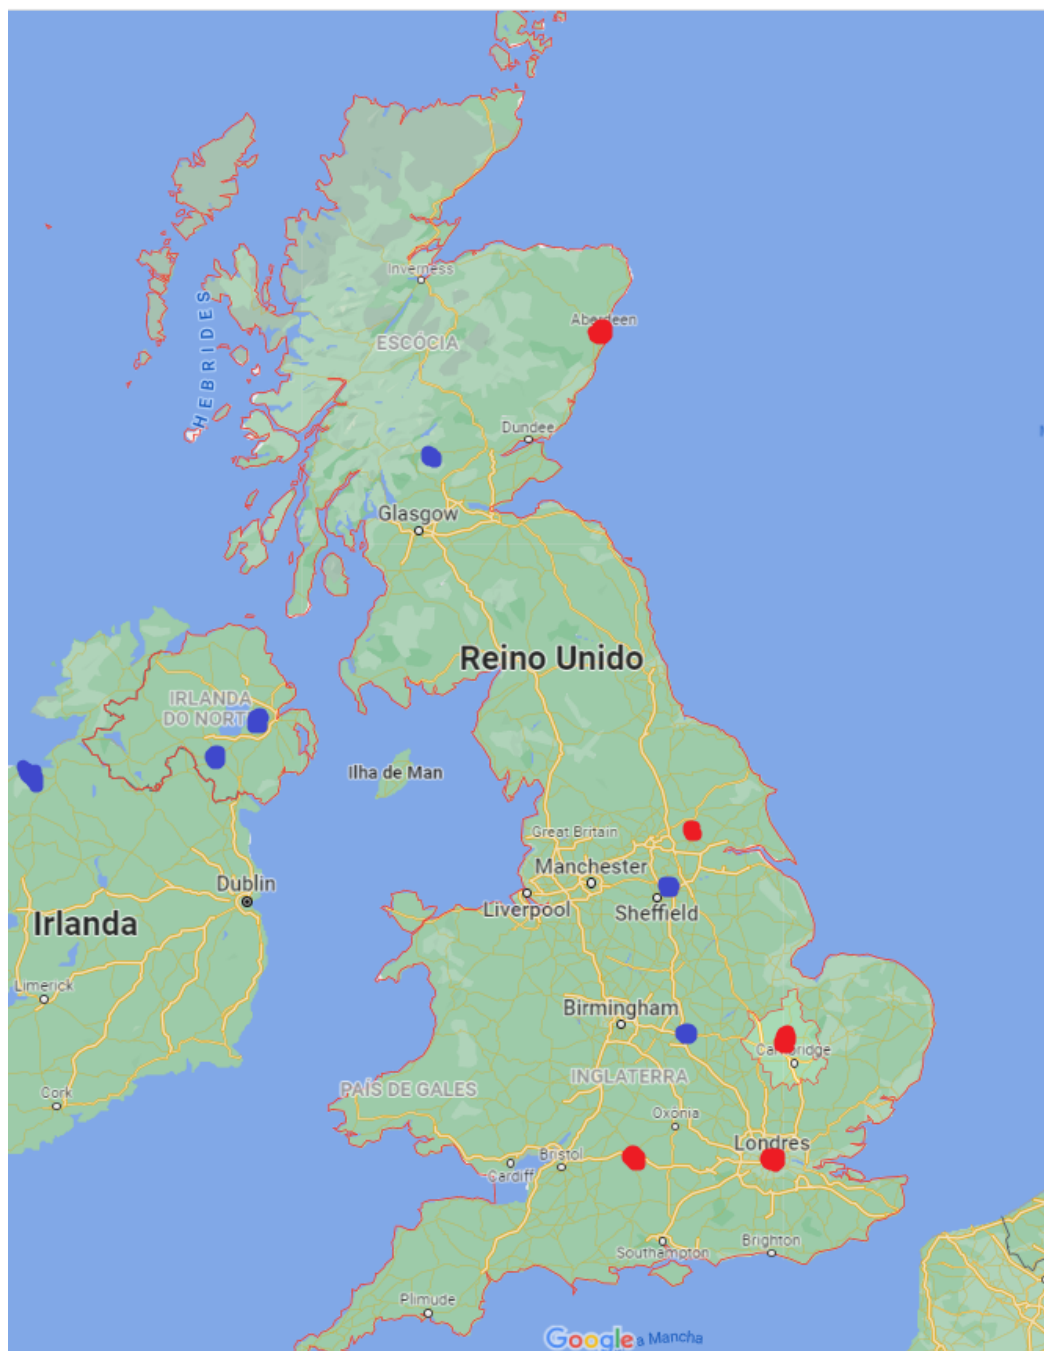 Inverness
Aberdeen
ESCÓCIA
HEBRIDES
Dundee
Glasgow
Reino Unido
IRLANDA
DO NORT
Ilha de Man
Great Britain
Manchester
Liverpool
Sheffield
Dublin
Irlanda
Limerick
Birmingham
Cambridge
INGLATERRA
PAÍS DE GALES
Cork
Oxónia
Londres
Bristol
Cardiff
Southampton
Brighton
Plimude
Google
a Mancha